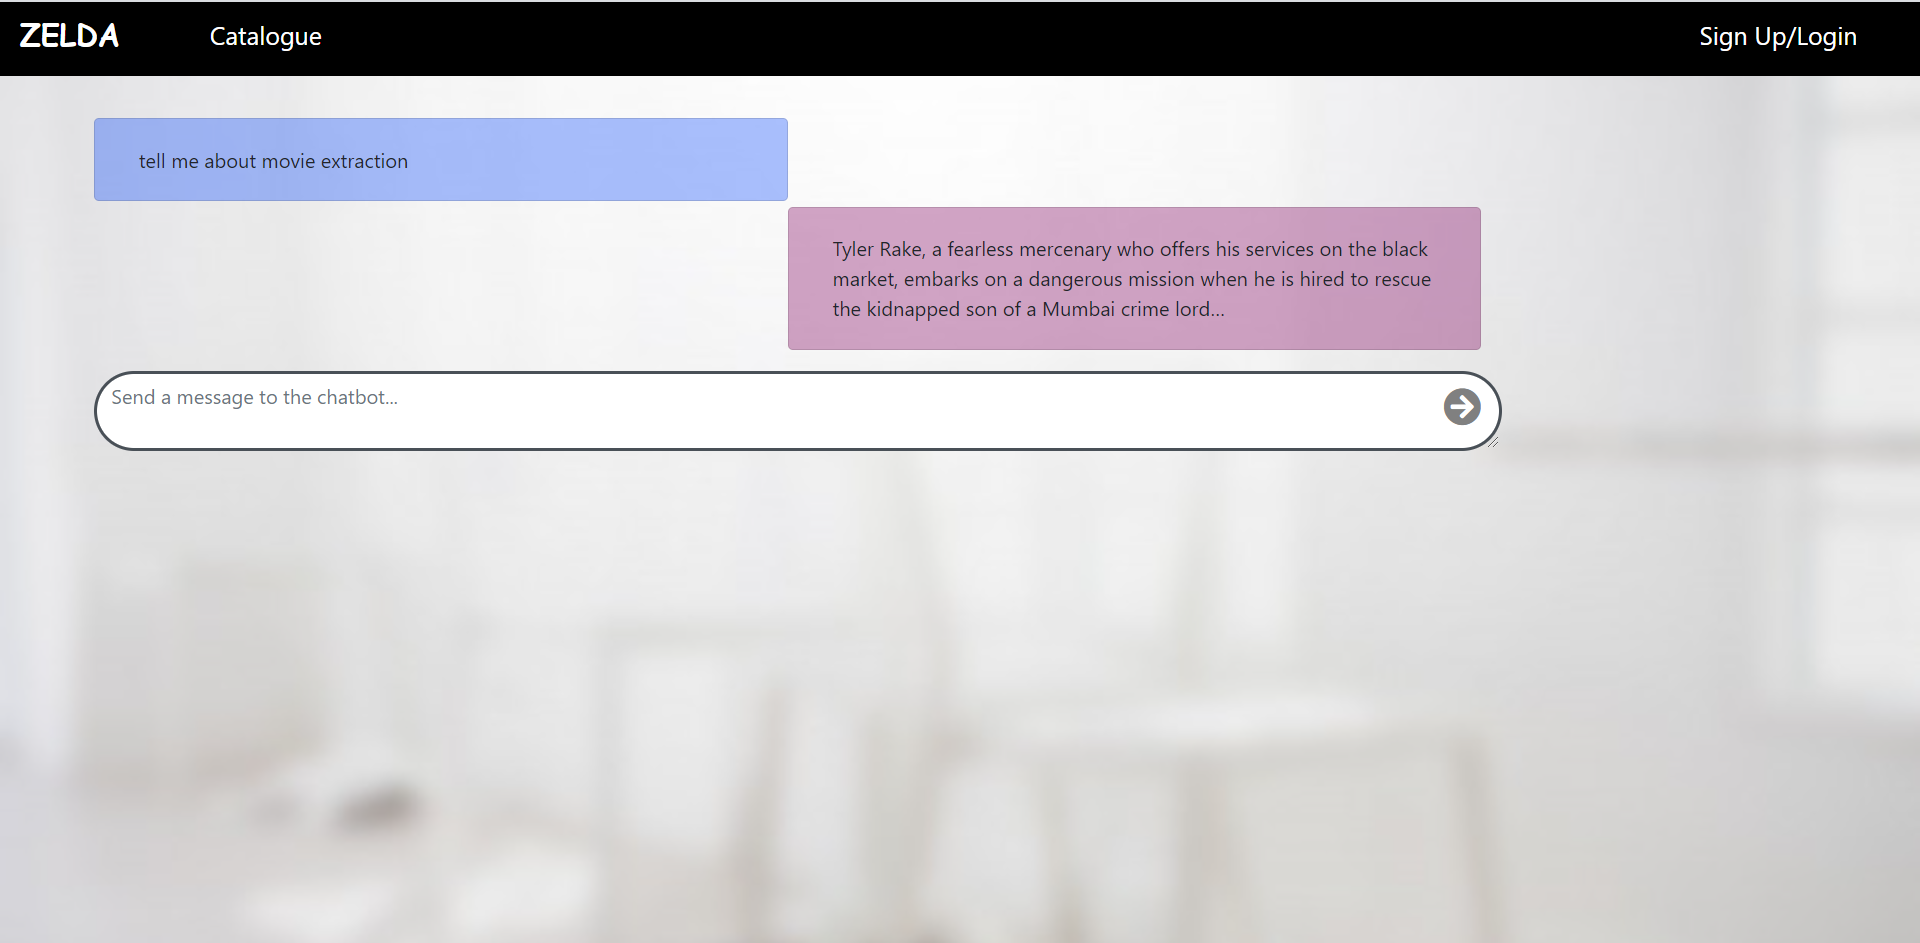 ZELDA
Catalogue
Sign Up/Login
tell me about movie extraction
Tyler Rake, a fearless mercenary who offers his services on the black
market, embarks on a dangerous mission when he is hired to rescue
the kidnapped son of a Mumbai crime lord...
Send a message to the chatbot...